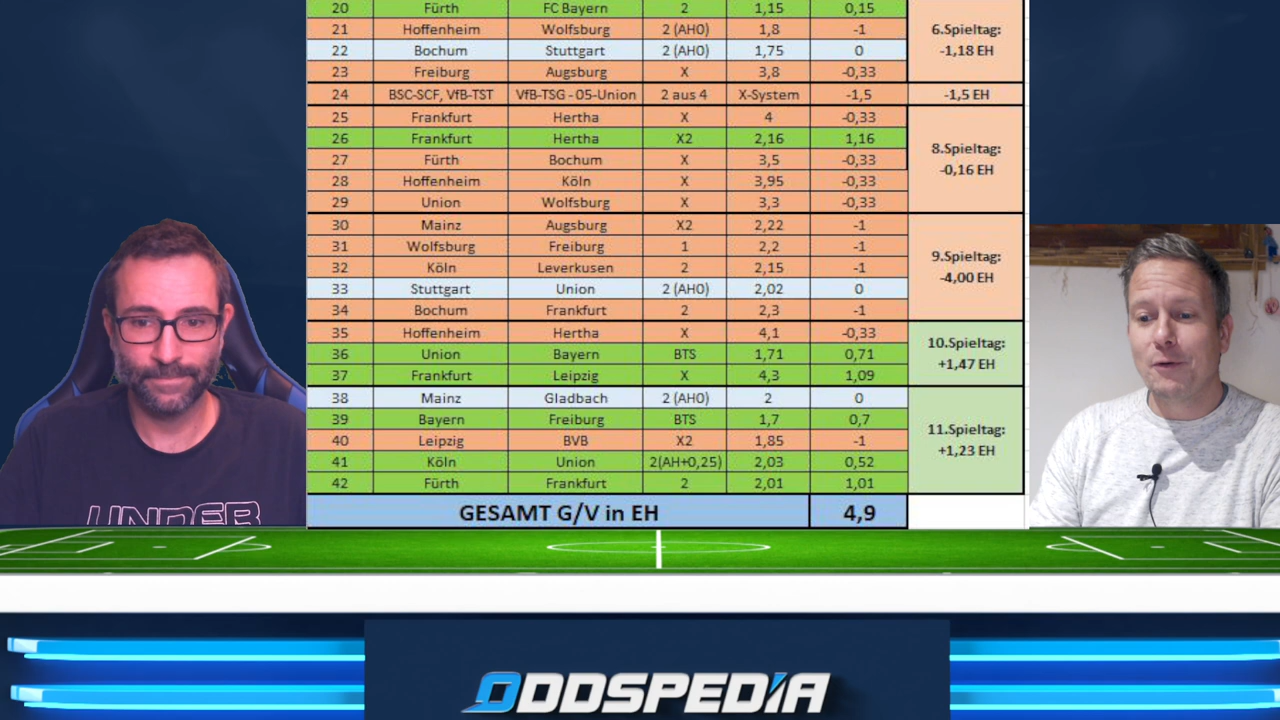 20 Fürth FC Bayern 2 1,15 0,15
21 Hoffenheim Wolfsburg 2 (AH0) 1,8 -1
22 Bochum Stuttgart 2 (AH0) 1,75 0
23 Freiburg Augsburg X 3,8 -0,33
6.Spieltag:
-1,18 EH
24 BSC-SCF, VfB-TST VfB-TSG - 05-Union 2 aus 4 X-System -1,5 -1,5 EH
25 Frankfurt Hertha X 4 -0,33
26 Frankfurt Hertha X2 2,16 1,16
27 Fürth Bochum X 3,5 -0,33
28 Hoffenheim Köln X 3,95 -0,33
29 Union Wolfsburg X 3,3 -0,33
8.Spieltag:
-0,16 EH
30 Mainz Augsburg X2 2,22 -1
31 Wolfsburg Freiburg 1 2,2 -1
32 Köln Leverkusen 2 2,15 -1
33 Stuttgart Union 2 (AH0) 2,02 0
34 Bochum Frankfurt 2 2,3 -1
9.Spieltag:
-4,00 EH
35 Hoffenheim Hertha X 4,1 -0,33
36 Union Bayern BTS 1,71 0,71
37 Frankfurt Leipzig X 4,3 1,09
10.Spieltag:
+1,47 EH
38 Mainz Gladbach 2 (AH0) 2 0
39 Bayern Freiburg BTS 1,7 0,7
40 Leipzig BVB X2 1,85 -1
41 Köln Union 2(AH+0,25) 2,03 0,52
42 Fürth Frankfurt 2 2,01 1,01
11.Spieltag:
+1,23 EH
GESAMT G/V in EH 4,9
UNDER
ODDSPEDIA